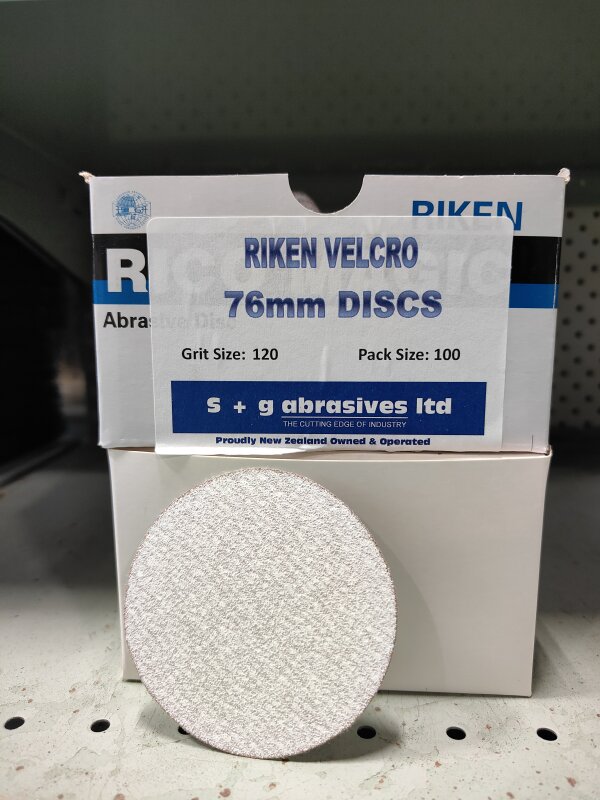 RIKEN
RIKEN VELCRO
76mm DISCS
Grit Size: 120
Pack Size: 100
S + g abrasives ltd
THE CUTTING EDGE OF INDUSTRY
Proudly New Zealand Owned & Operated
Abrasive Disc